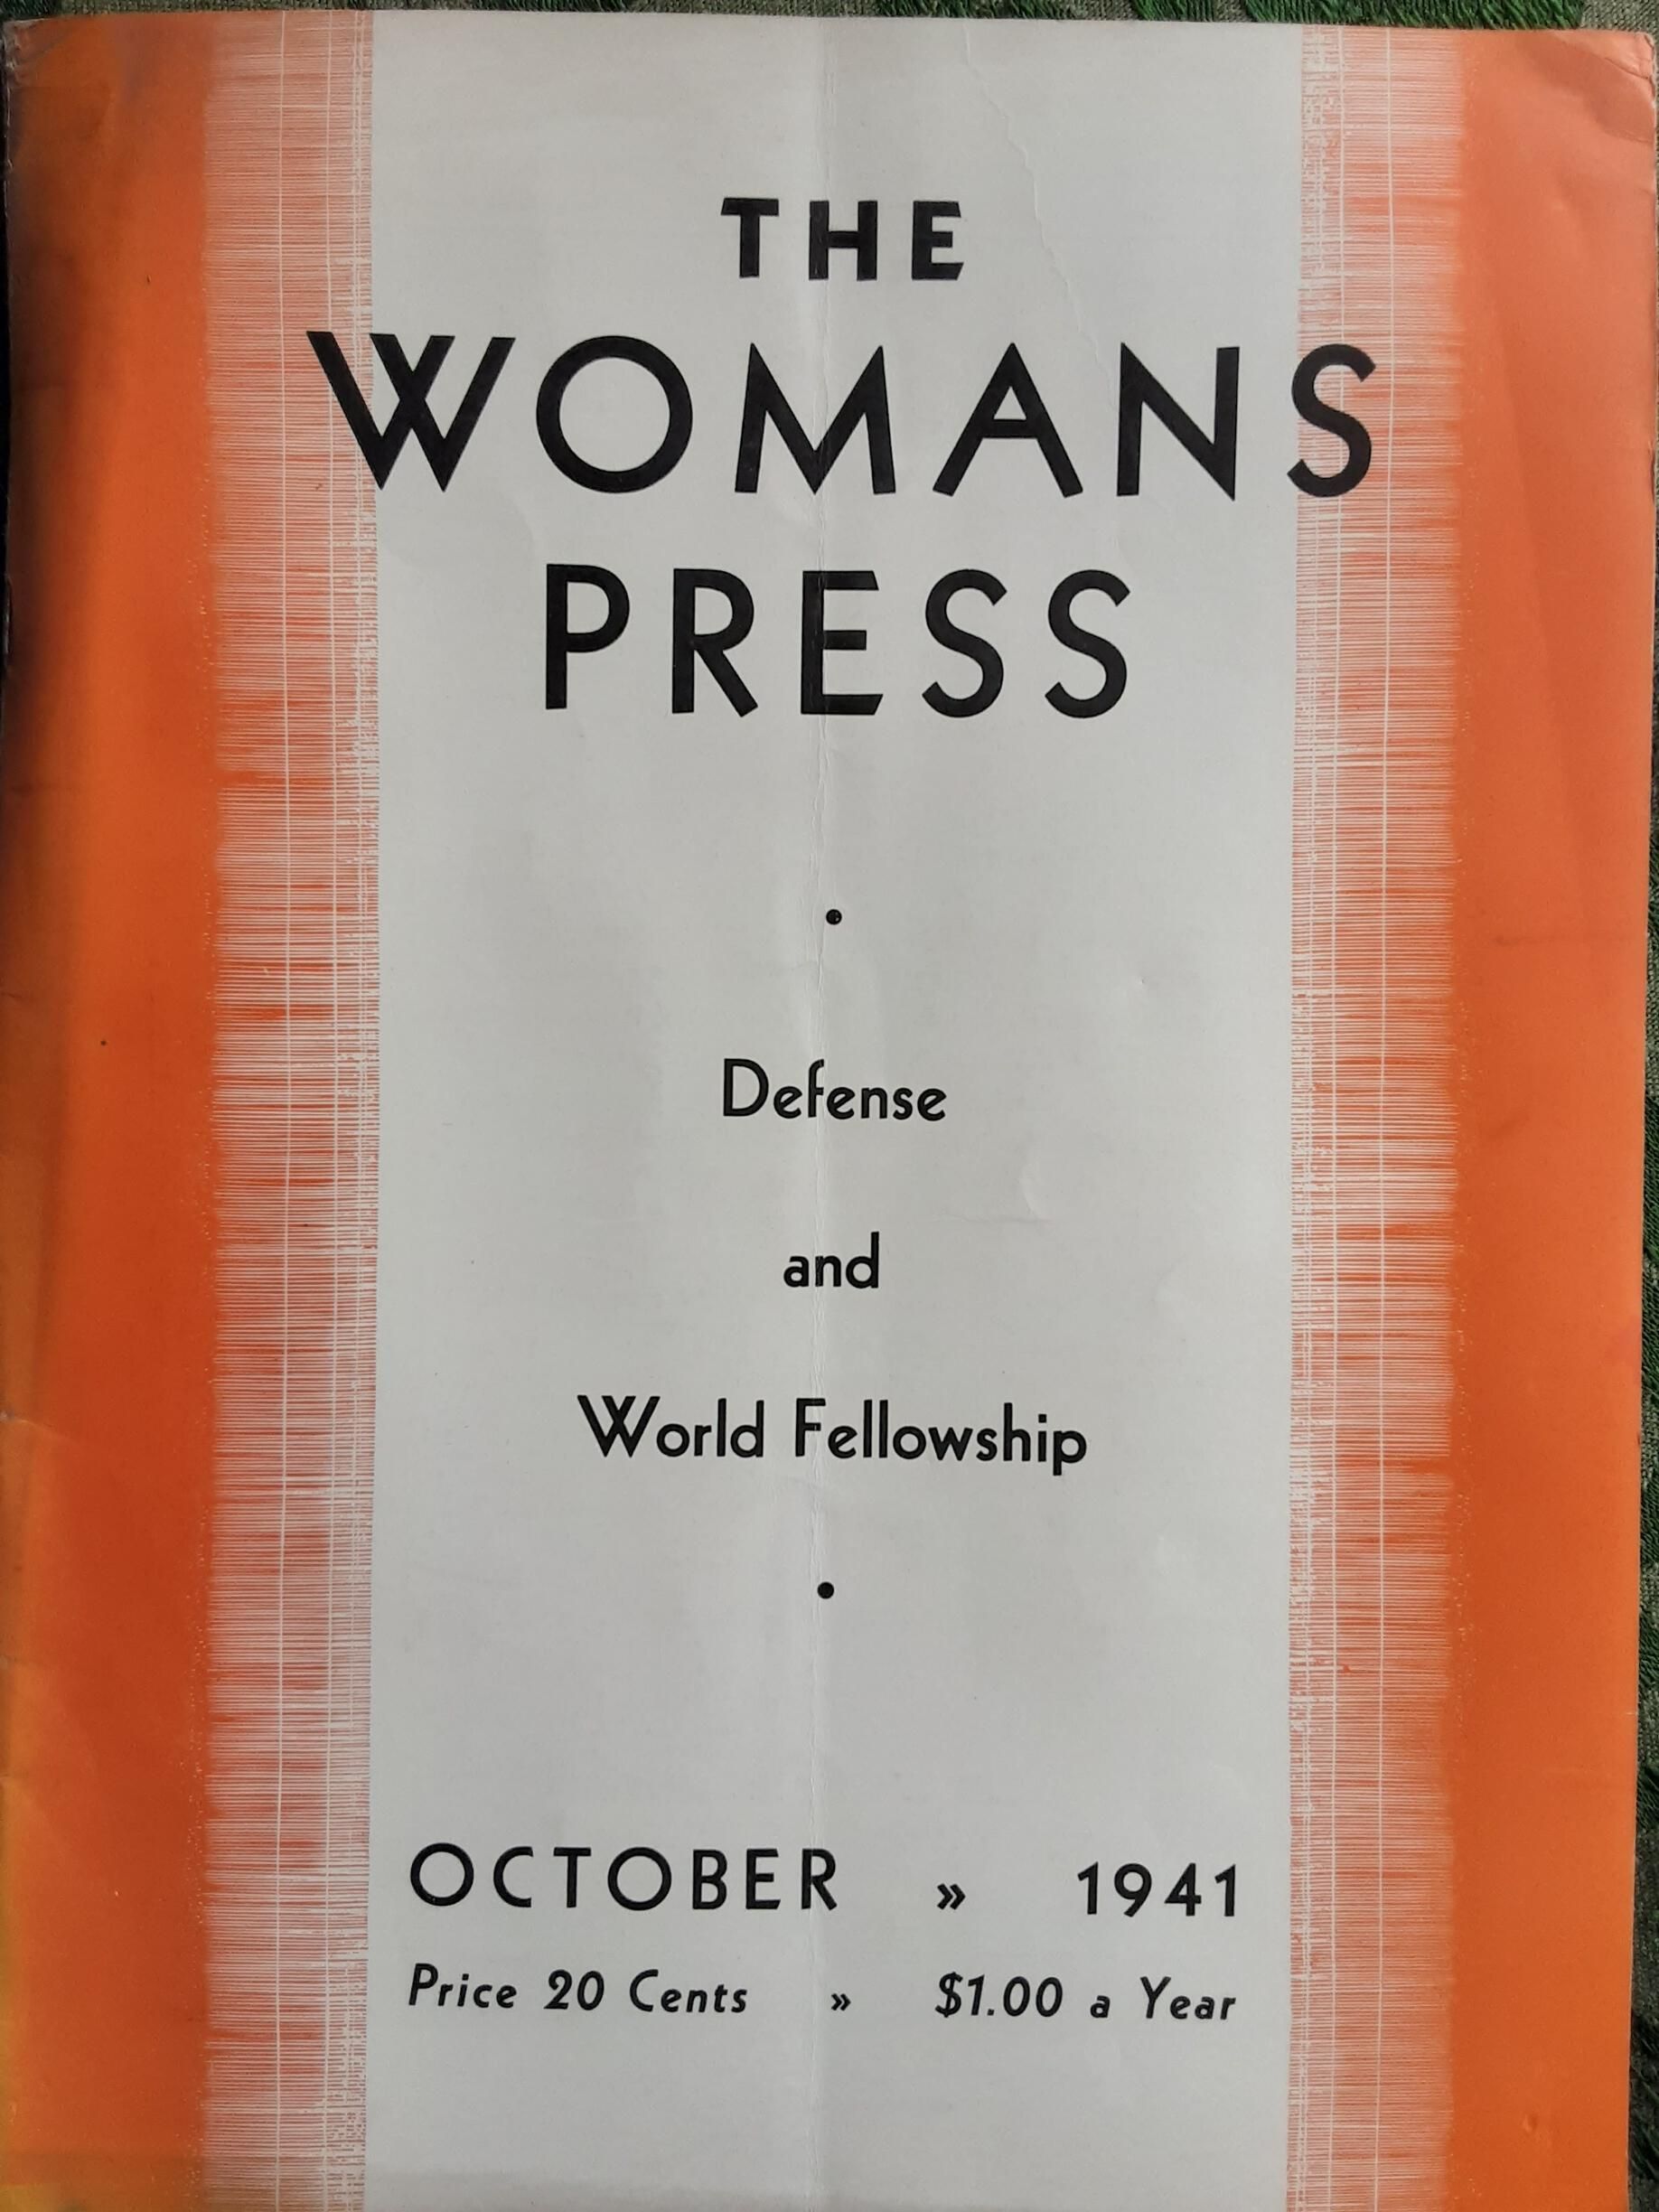 THE
WOMANS
PRESS
•
Defense
and
World Fellowship
•
OCTOBER » 1941
Price 20 Cents » $1.00 a Year